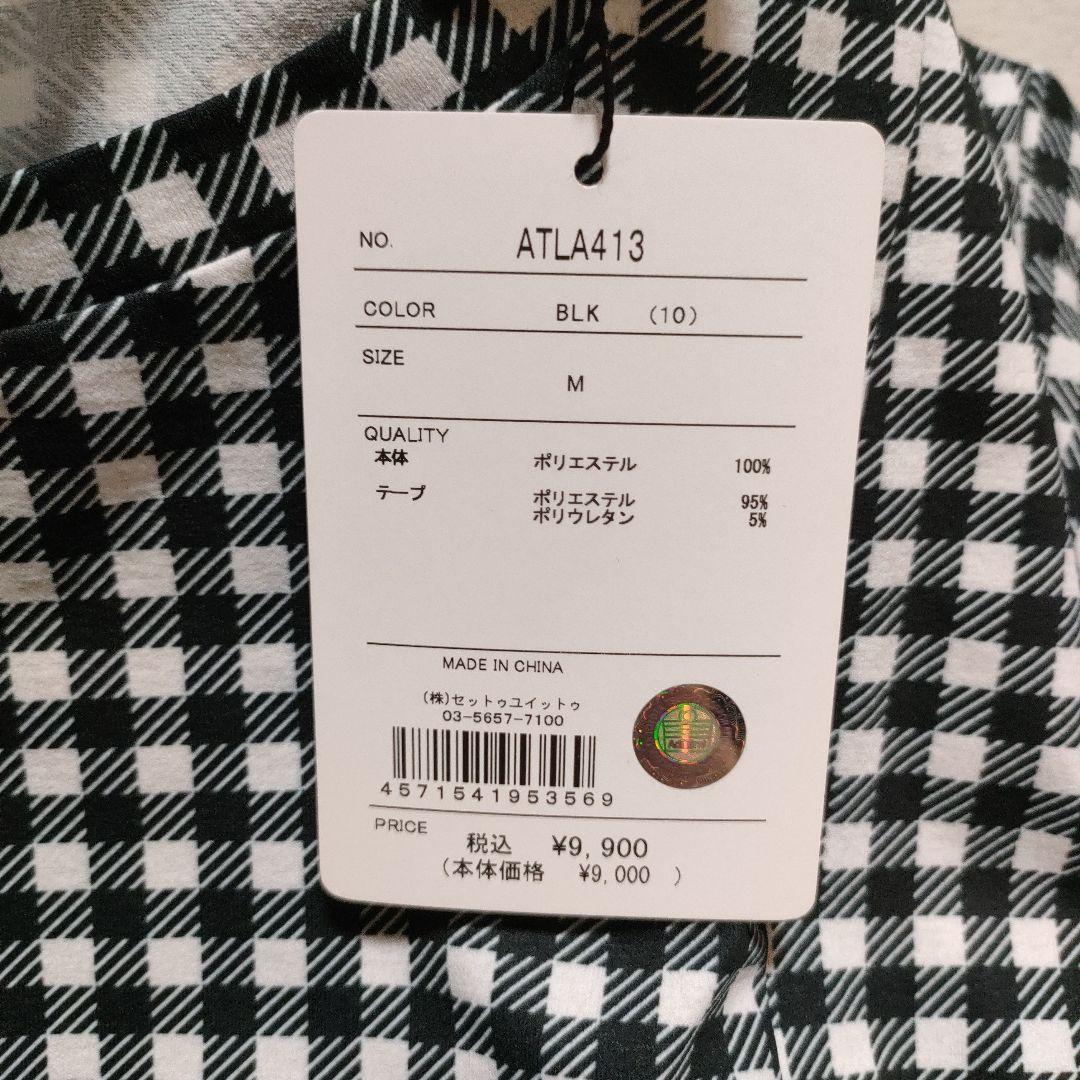 NO. ATLA413
COLOR BLK (10)
SIZE
M
QUALITY
本体 ポリエステル 100%
テープ ポリエステル 95%
ポリウレタン 5%
MADE IN CHINA
(株)セットゥユイットゥ
03-5657-7100
4571541953569
PRICE
税込 ¥9,900
(本体価格 ¥9,000 )